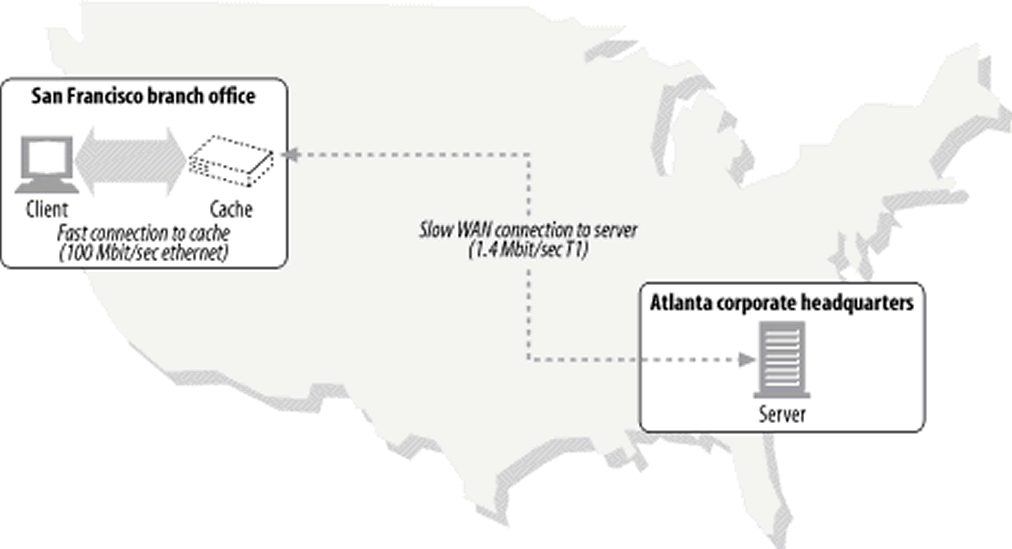 San Francisco branch office
Client
Cache
Fast connection to cache
(100 Mbit/sec ethernet)
Slow WAN connection to server
(1.4 Mbit/sec T1)
Atlanta corporate headquarters
Server